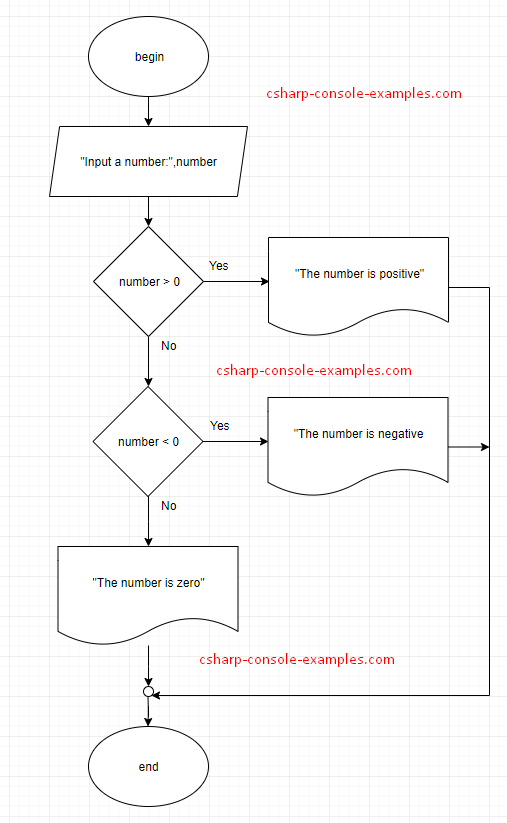 begin
csharp-console-examples.com
"Input a number:",number
number > 0
Yes
"The number is positive"
No
csharp-console-examples.com
number < 0
Yes
"The number is negative
No
"The number is zero"
csharp-console-examples.com
end